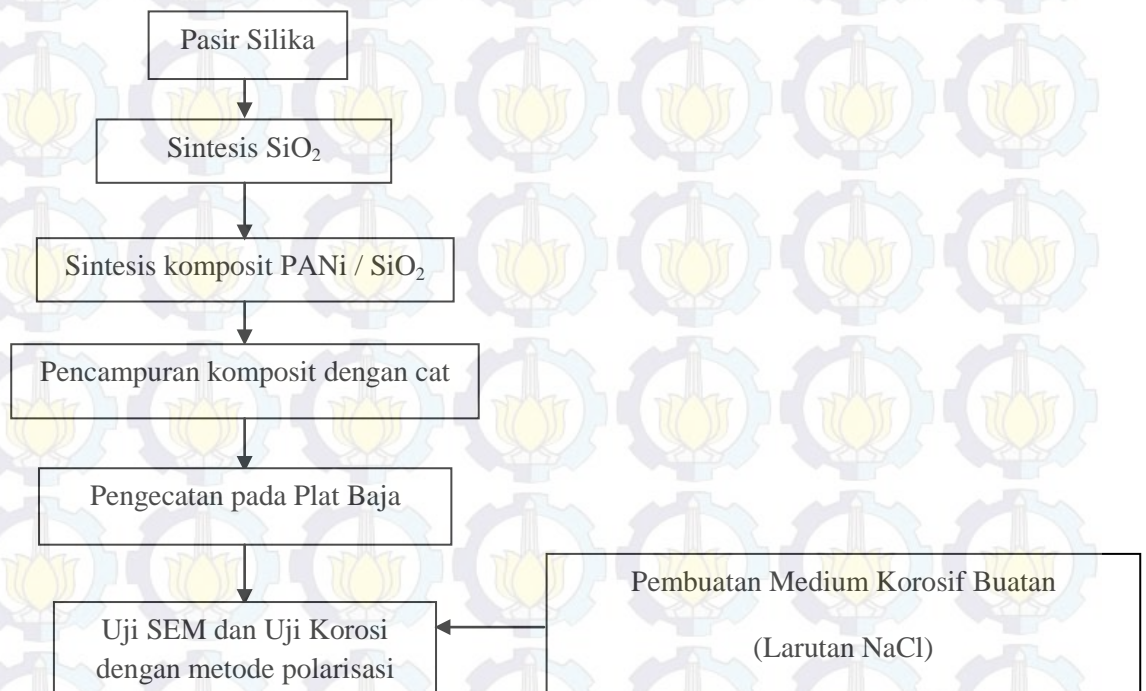 Pasir Silika
Sintesis SiO₂
Sintesis komposit PANi / SiO₂
Pencampuran komposit dengan cat
Pengecatan pada Plat Baja
Uji SEM dan Uji Korosi
dengan metode polarisasi
Pembuatan Medium Korosif Buatan
(Larutan NaCl)